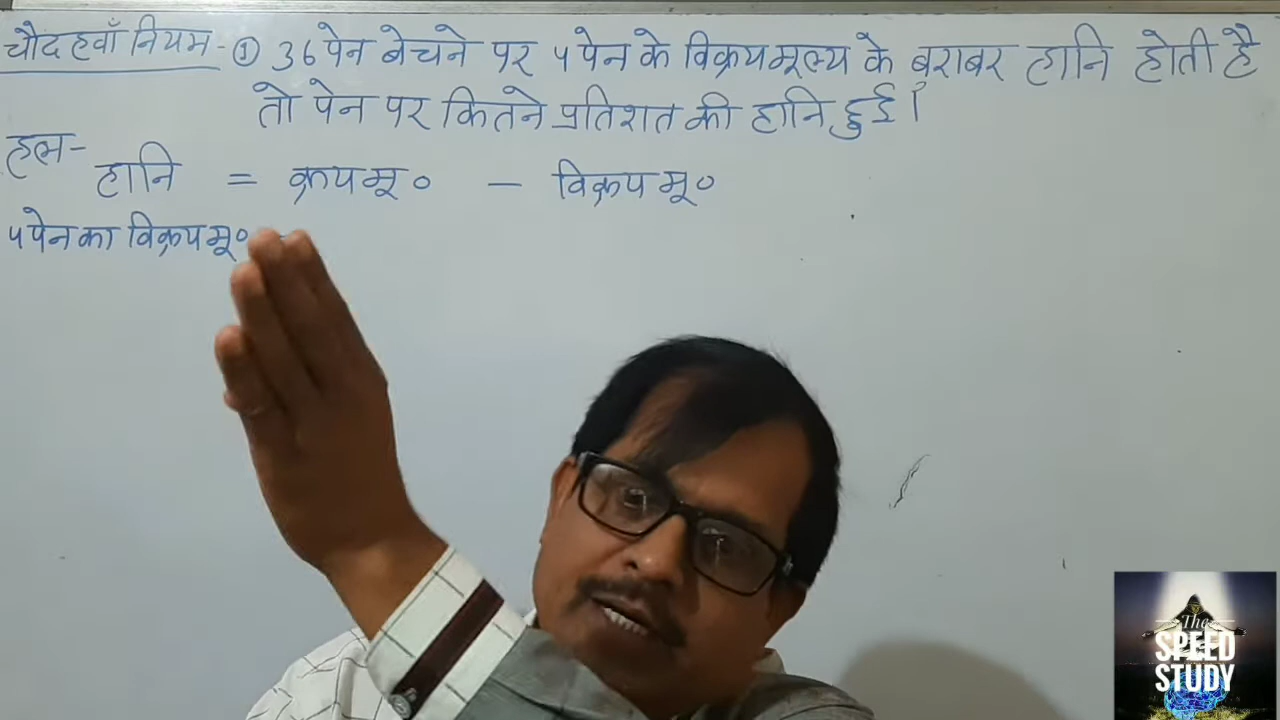 चौदहवाँ नियम - ① 36 पेन बेचने पर 4 पेन के विक्रयमूल्य के बराबर हानि होती है
तो पेन पर कितने प्रतिशत की हानि हुई।
हल-
हानि = क्रयमू० - विक्रयमू०
4 पेन का विक्रयमू०
The
SPEED
STUDY